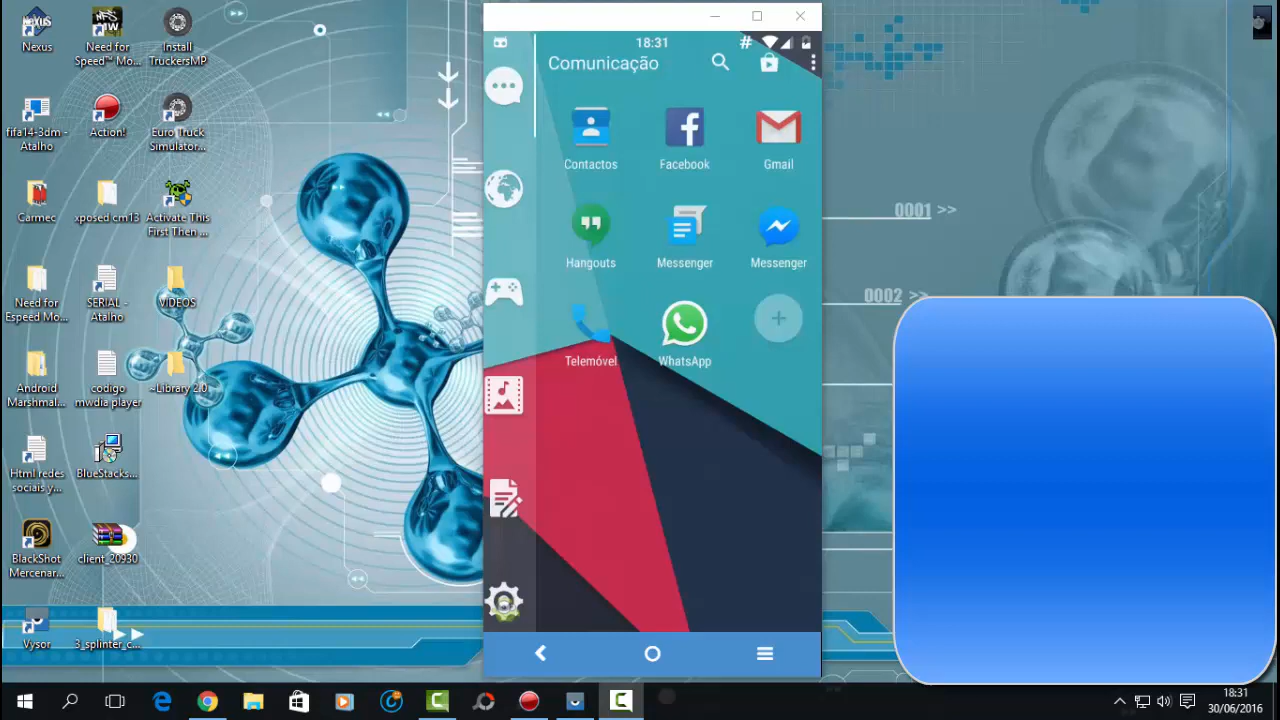 Nexus
Need for
Speed™ Mo...
Install
TruckersMP
fifa14-3dm -
Atalho
Action!
Euro Truck
Simulator...
Carmec
xposed cm13
Activate This
First Then ...
Need for
Espeed Mo...
SERIAL -
Atalho
VIDEOS
Android
Marshmal...
codigo
mwdia player
~Library 2.0
Html redes
sociais y...
BlueStacks...
BlackShot
Mercenar...
client_20930
Vysor
3_splinter_c...
18:31
Comunicação
Contactos
Facebook
Gmail
Hangouts
Messenger
Messenger
Telemóvel
WhatsApp
0001 >>
0002 >>
18:31
30/06/2016